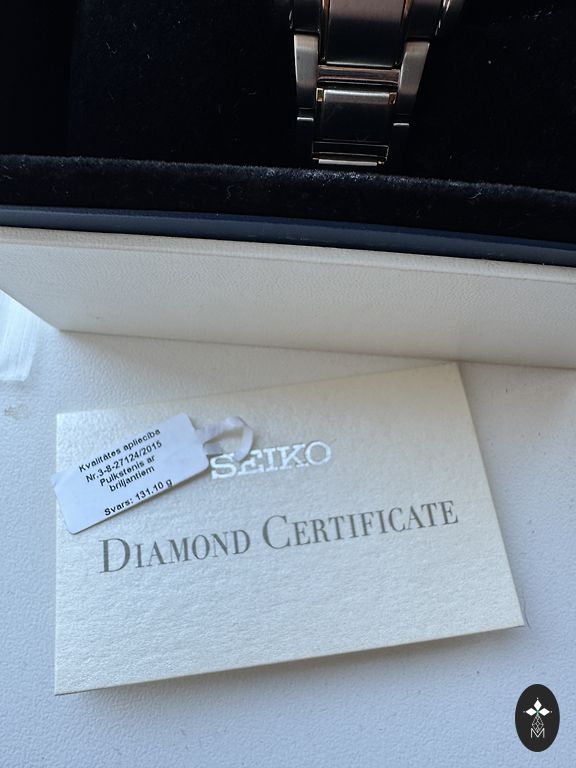 Kvalitātes apliecība
Nr.3-8-27124/2015
Pulkstenis ar
briljantiem
Svars: 131.10 g
SEIKO
DIAMOND CERTIFICATE
M